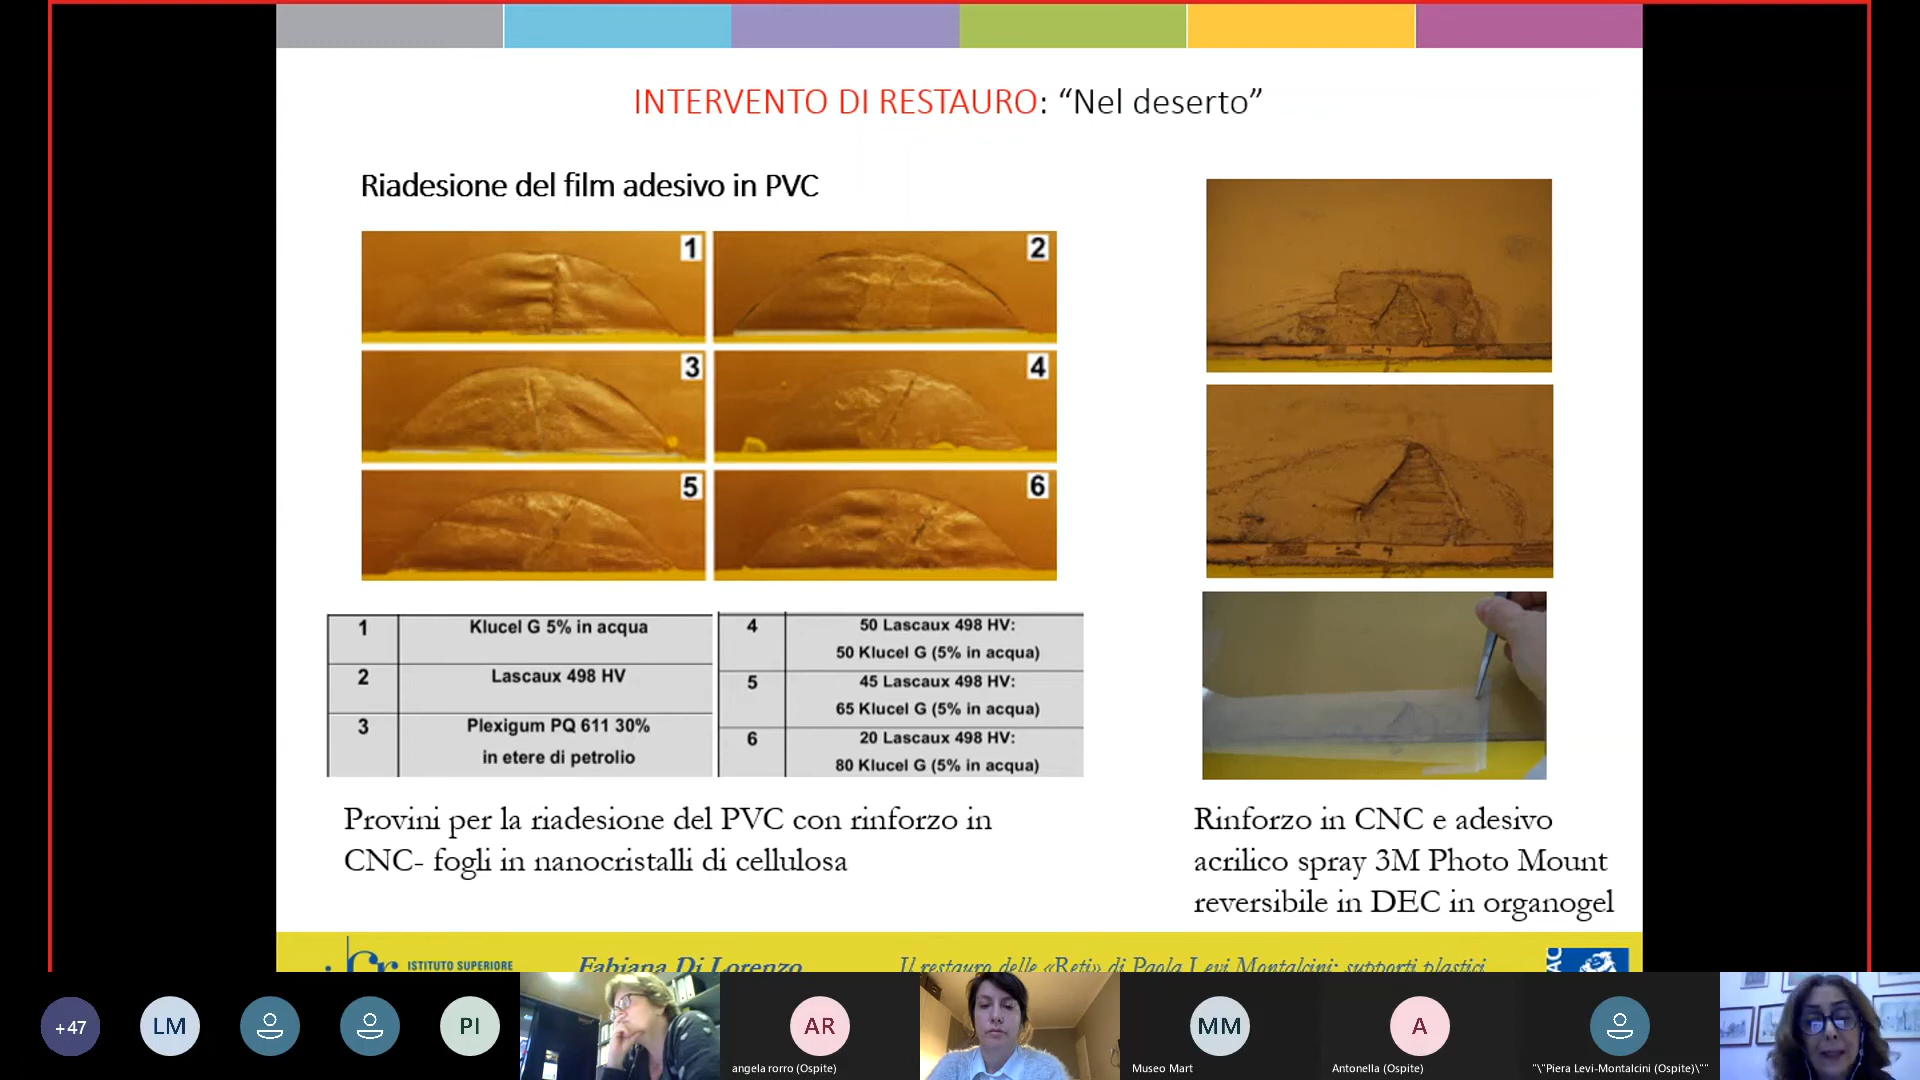 INTERVENTO DI RESTAURO: “Nel deserto”
Riadesione del film adesivo in PVC
1
2
3
4
5
6
1 Klucel G 5% in acqua
2 Lascaux 498 HV
3 Plexigum PQ 611 30%
in etere di petrolio
4 50 Lascaux 498 HV:
50 Klucel G (5% in acqua)
5 45 Lascaux 498 HV:
65 Klucel G (5% in acqua)
6 20 Lascaux 498 HV:
80 Klucel G (5% in acqua)
Provini per la riadesione del PVC con rinforzo in
CNC- fogli in nanocristalli di cellulosa
Rinforzo in CNC e adesivo
acrilico spray 3M Photo Mount
reversibile in DEC in organogel
icr ISTITUTO SUPERIORE
Fabiana Di Lorenzo
Il restauro delle «Reti» di Paola Levi Montalcini: supporti plastici
AC
+47
LM
PI
AR
angela rorro (Ospite)
MM
Museo Mart
A
Antonella (Ospite)
"\"Piera Levi-Montalcini (Ospite)\""